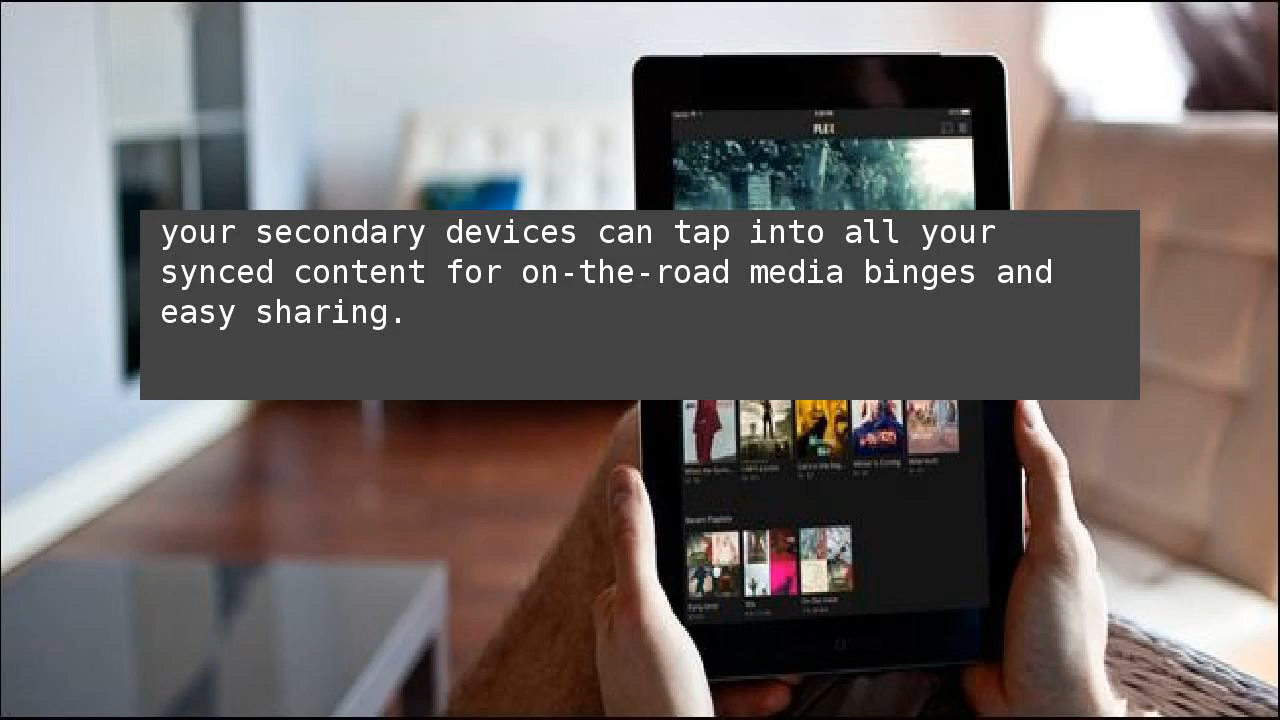 PLEX
your secondary devices can tap into all your
synced content for on-the-road media binges and
easy sharing.